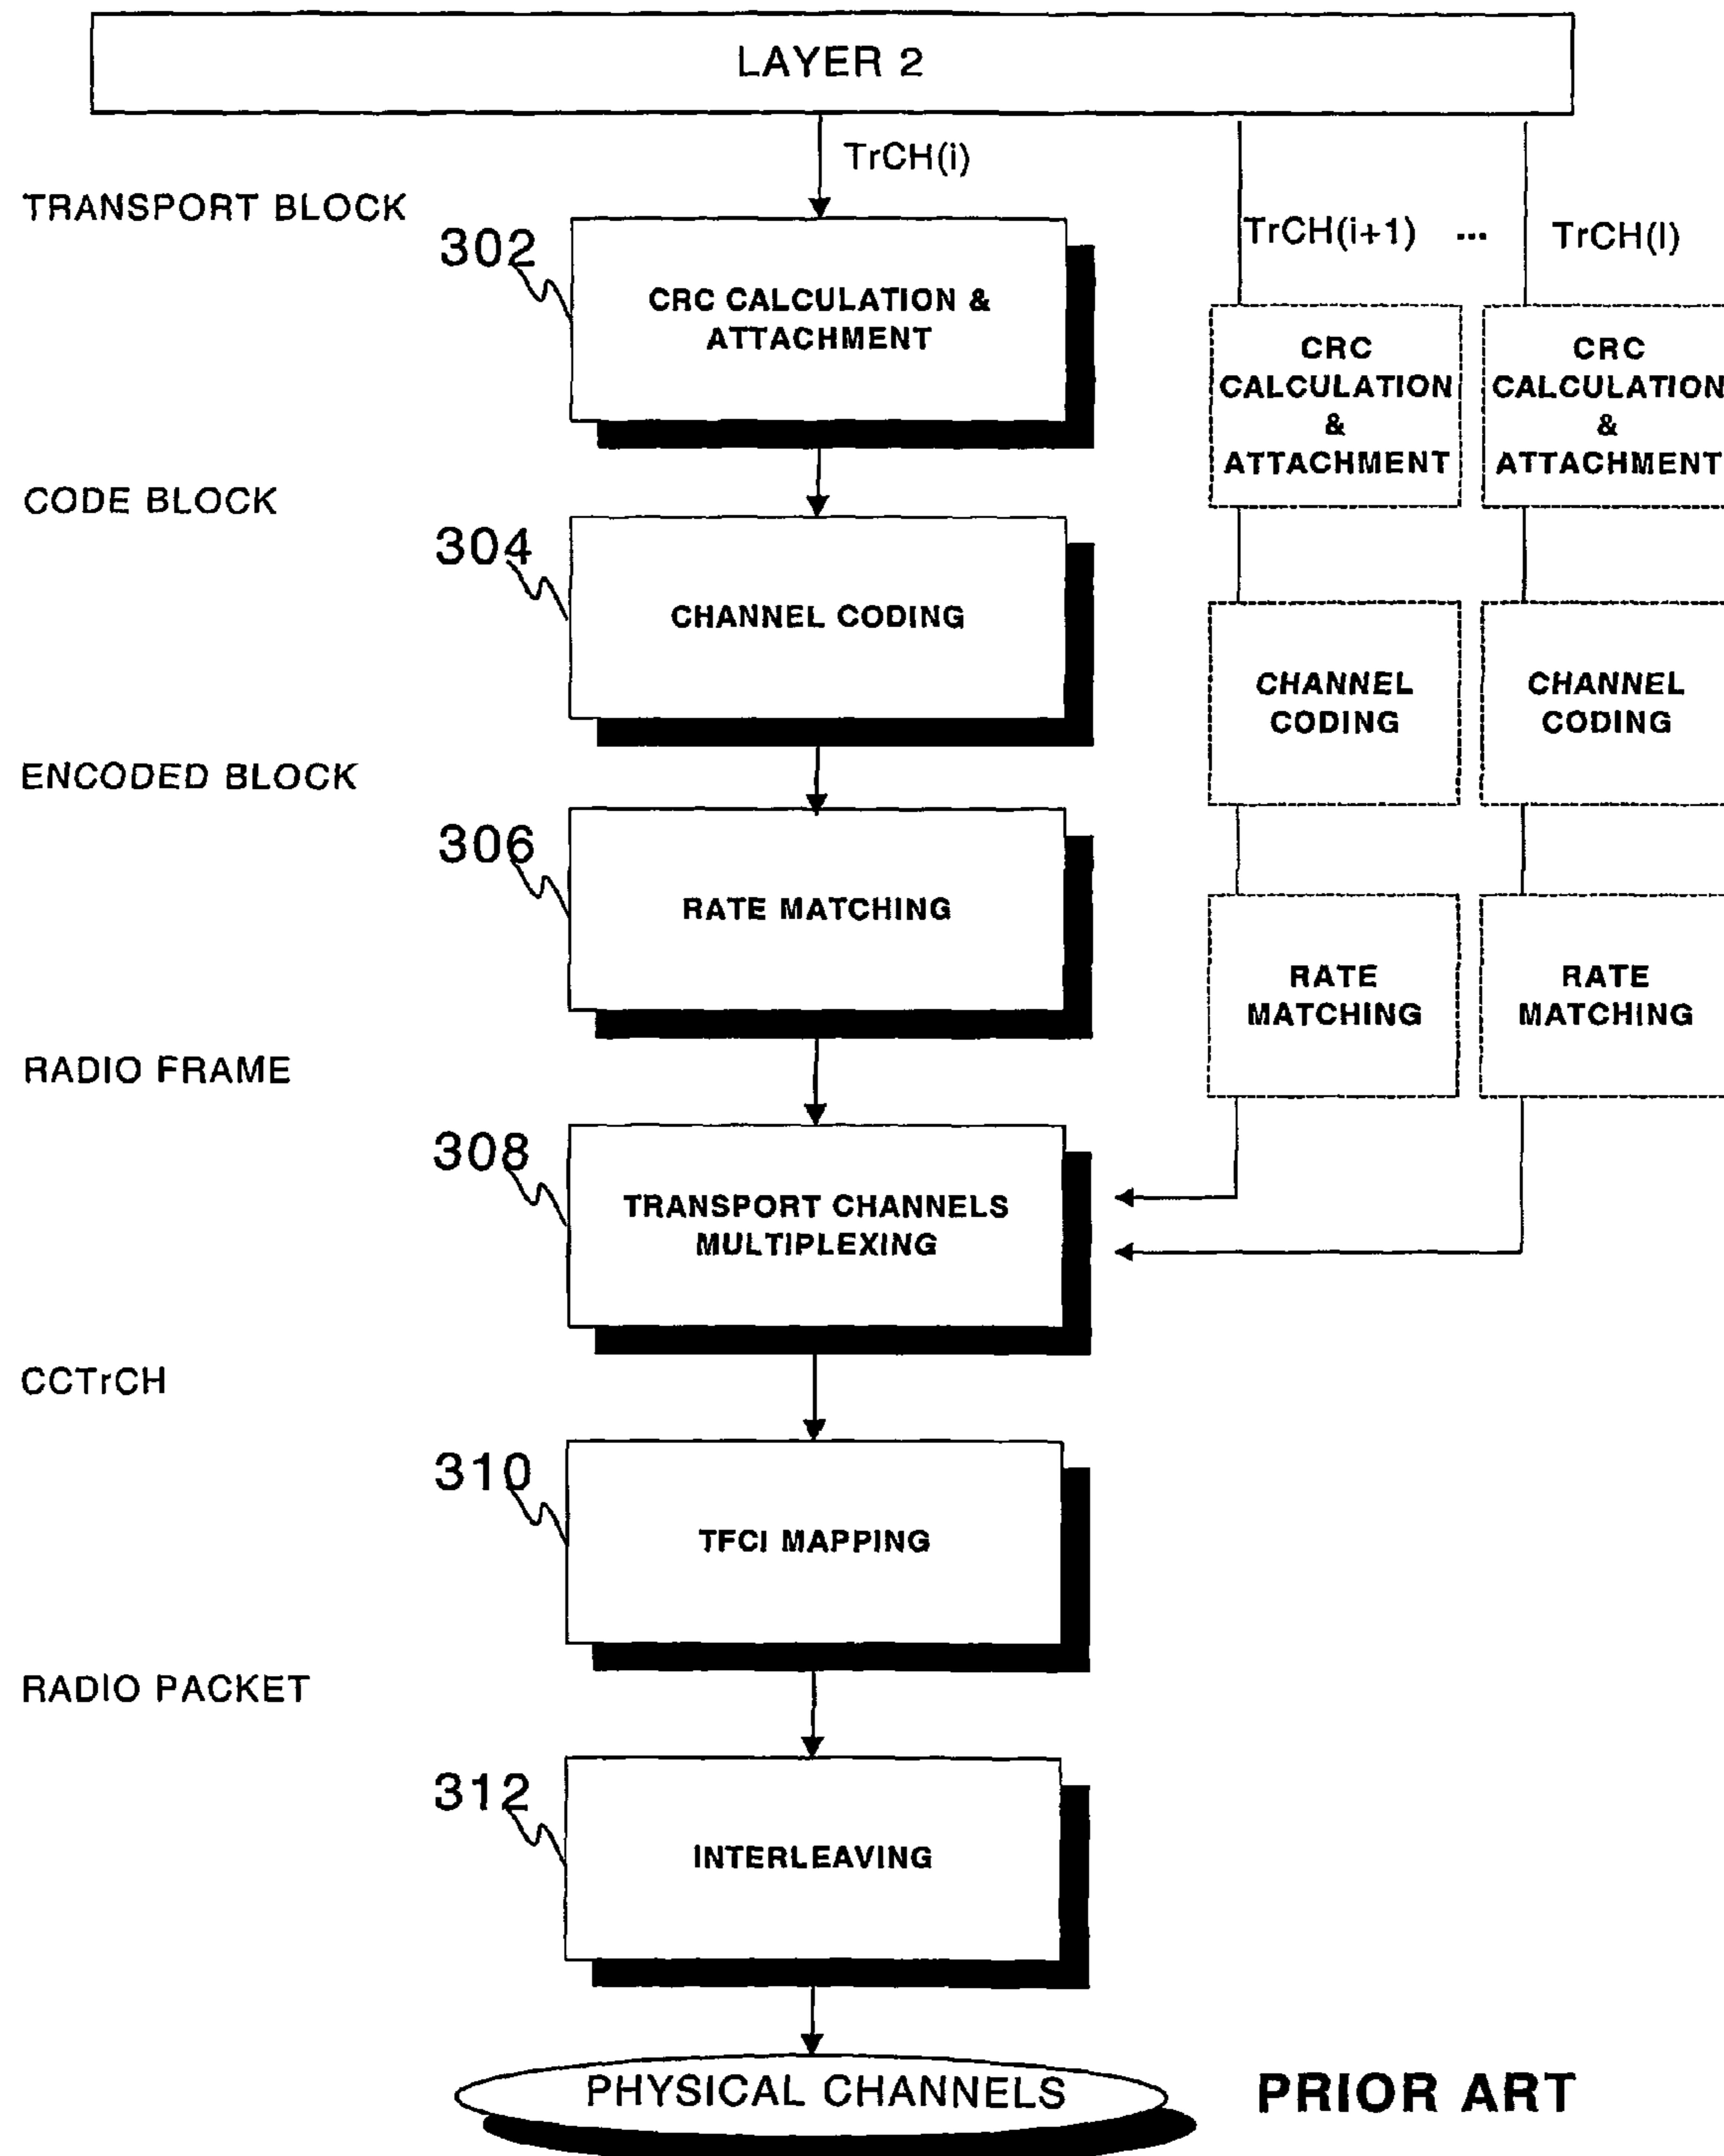 LAYER 2
TrCH(i)
TRANSPORT BLOCK
TrCH(i+1) ... TrCH(I)
302
CRC CALCULATION &
ATTACHMENT
CRC
CALCULATION
&
ATTACHMENT
CRC
CALCULATION
&
ATTACHMENT
CODE BLOCK
304
CHANNEL CODING
CHANNEL
CODING
CHANNEL
CODING
ENCODED BLOCK
306
RATE MATCHING
RATE
MATCHING
RATE
MATCHING
RADIO FRAME
308
TRANSPORT CHANNELS
MULTIPLEXING
CCTrCH
310
TFCI MAPPING
RADIO PACKET
312
INTERLEAVING
PHYSICAL CHANNELS
PRIOR ART